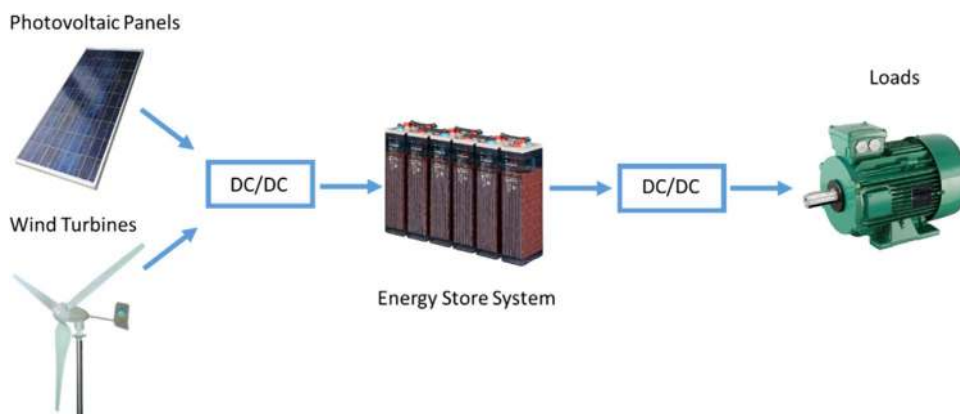 Photovoltaic Panels
Loads
DC/DC
DC/DC
Wind Turbines
Energy Store System